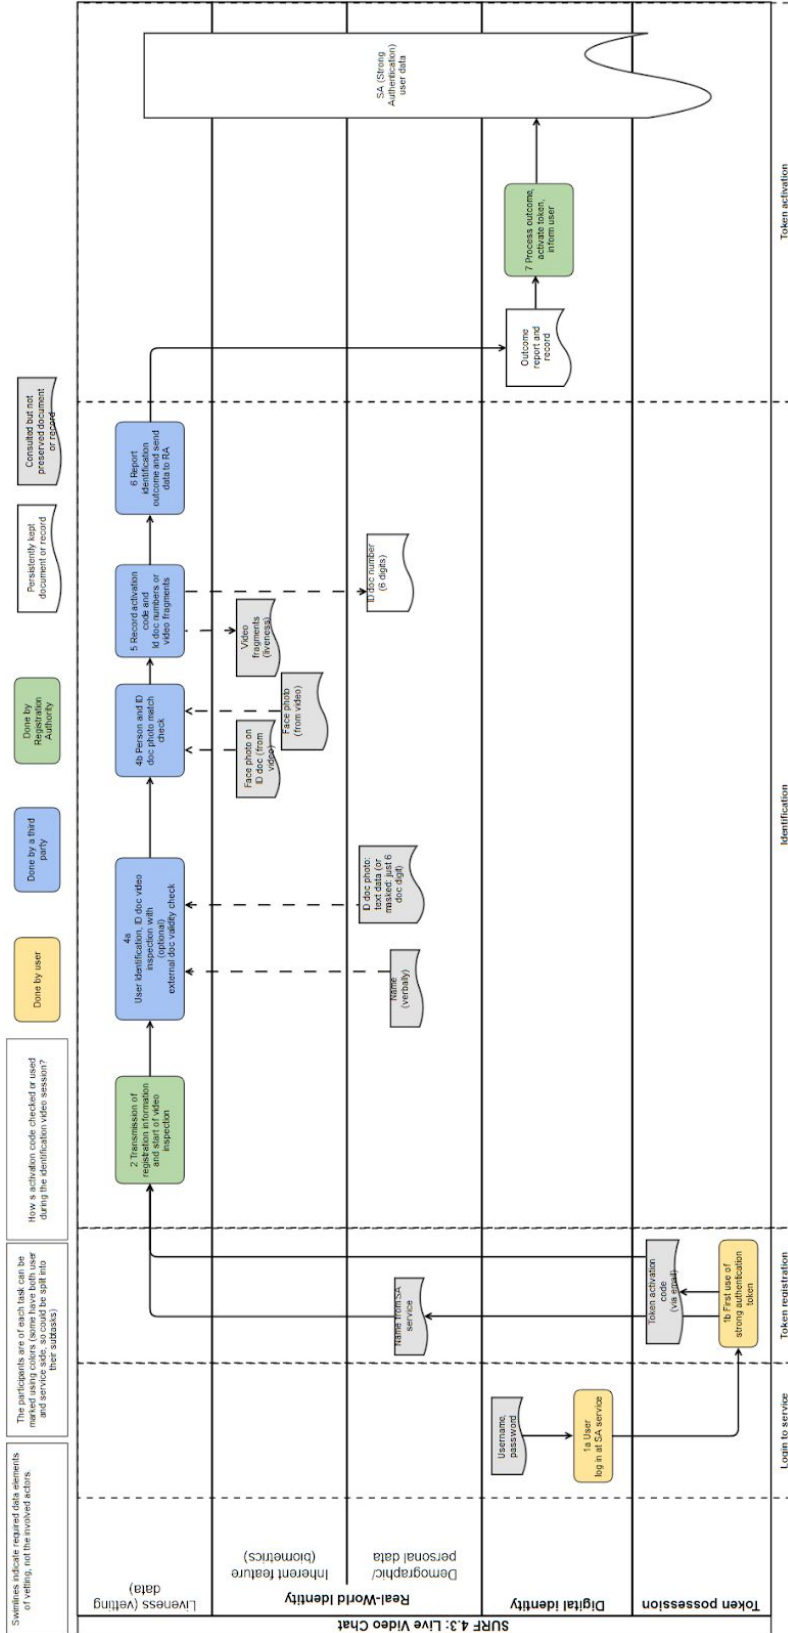 Swimlines indicate required data elements
of vetting, not the involved actors.
The participants are of each task can be
marked using colors (some have both user
and service side, so could be split into
their subtasks)
How s activation code checked or used
during the identification video session?
Done by user
Done by a third
party
Done by
Registration
Authority
Persistently kept
document or record
Consulted but not
preserved document
or record
SURF 4.3: Live Video Chat
Liveness (vetting
data)
Real-World Identity
Inherent feature
(biometrics)
Demographic/
personal data
Digital identity
Token possession
Username,
password
1a User
log in at SA service
Name from SA
service
Token activation
code
(via email)
1b First use of
strong authentication
token
2 Transmission of
registration information
and start of video
inspection
4a
User identification, ID doc video
inspection with
(optional)
external doc validity check
Name
(verbally)
ID doc photo:
text data (or
masked: just 6
doc digit)
4b Person and ID
doc photo match
check
Face photo on
ID doc (from
video)
Face photo
(from video)
5 Record activation
code and
Id doc numbers or
video fragments
Video
fragments
(liveness)
ID doc number
(6 digits)
6 Report
identification
outcome and send
data to RA
Outcome
report and
record
7 Process outcome,
activate token,
inform user
SA (Strong
Authentication)
user data
Login to service
Token registration
Identification
Token activation